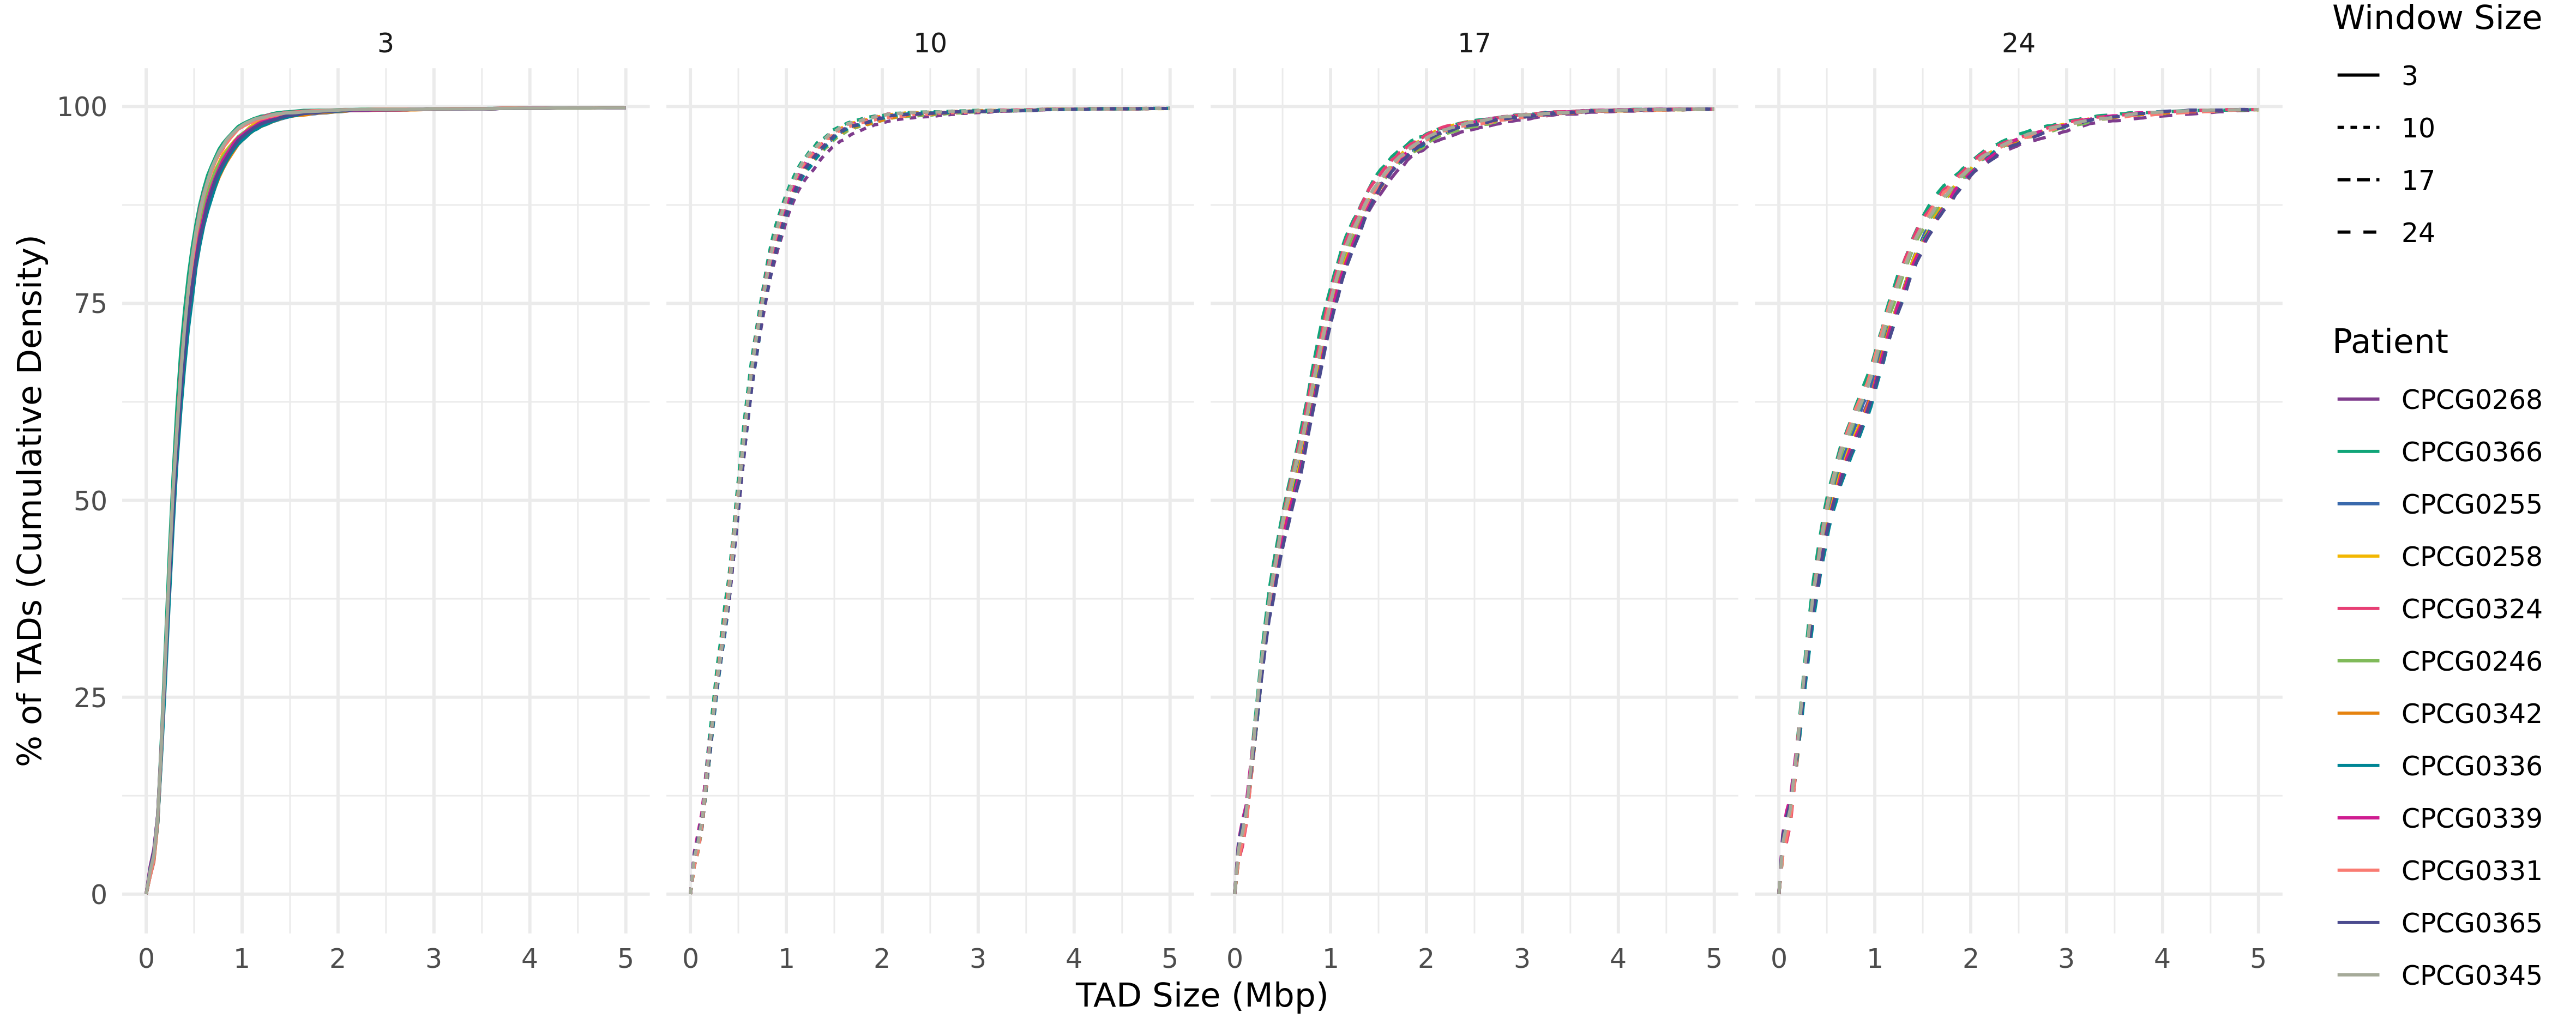 3 10 17 24
% of TADs (Cumulative Density)
100
75
50
25
0
0 1 2 3 4 5 0 1 2 3 4 5 0 1 2 3 4 5 0 1 2 3 4 5
TAD Size (Mbp)
Window Size
3
10
17
24
Patient
CPCG0268
CPCG0366
CPCG0255
CPCG0258
CPCG0324
CPCG0246
CPCG0342
CPCG0336
CPCG0339
CPCG0331
CPCG0365
CPCG0345